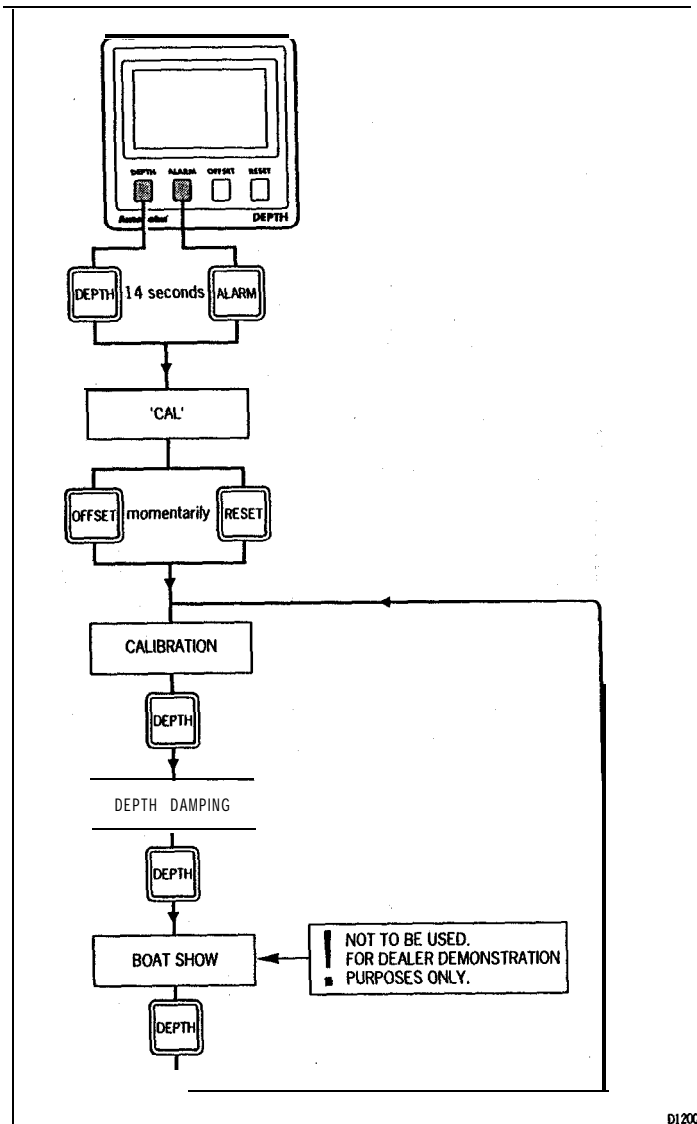 DEPTH ALARM OFFSET RESET
DEPTH
DEPTH 14 seconds ALARM
'CAL'
OFFSET momentarily RESET
CALIBRATION
DEPTH
DEPTH DAMPING
DEPTH
BOAT SHOW
! NOT TO BE USED.
FOR DEALER DEMONSTRATION
PURPOSES ONLY.
DEPTH
D1200